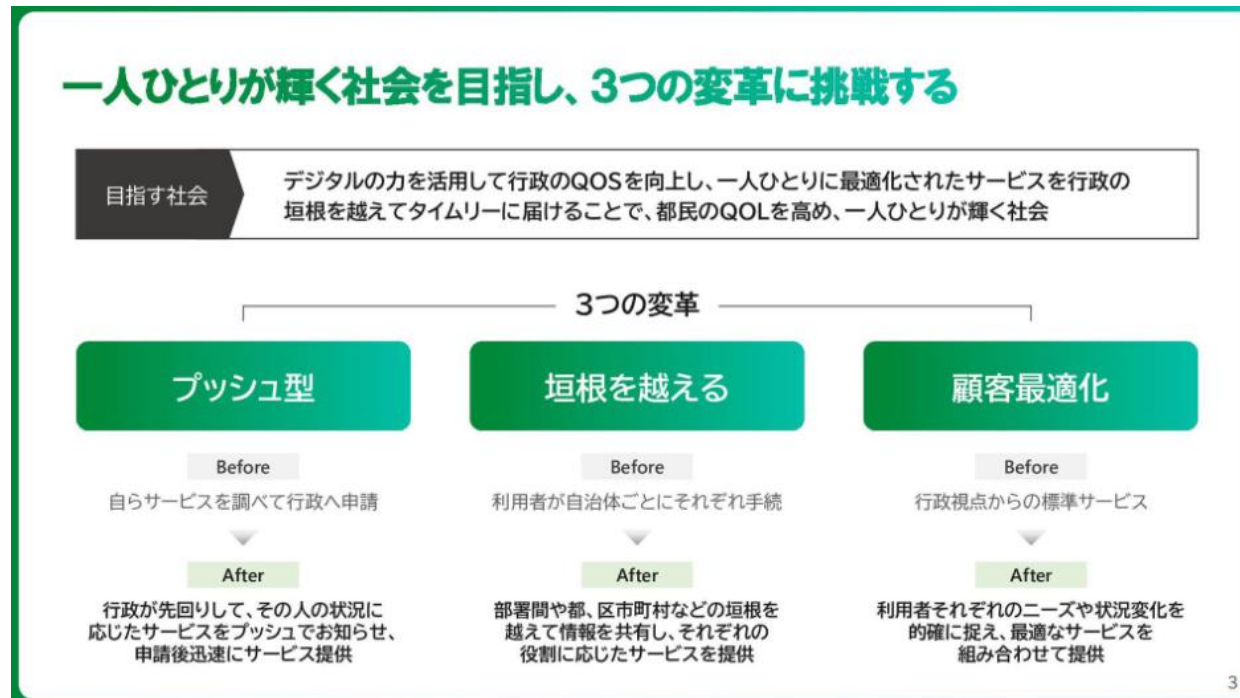 一人ひとりが輝く社会を目指し、3つの変革に挑戦する
目指す社会
デジタルの力を活用して行政のQOSを向上し、一人ひとりに最適化されたサービスを行政の
垣根を越えてタイムリーに届けることで、都民のQOLを高め、一人ひとりが輝く社会
3つの変革
プッシュ型
Before
自らサービスを調べて行政へ申請
After
行政が先回りして、その人の状況に
応じたサービスをプッシュでお知らせ、
申請後迅速にサービス提供
垣根を越える
Before
利用者が自治体ごとにそれぞれ手続
After
部署間や都、区市町村などの垣根を
越えて情報を共有し、それぞれの
役割に応じたサービスを提供
顧客最適化
Before
行政視点からの標準サービス
After
利用者それぞれのニーズや状況変化を
的確に捉え、最適なサービスを
組み合わせて提供
3